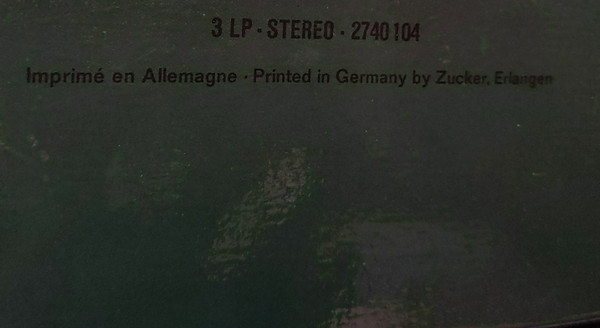 3 LP · STEREO · 2740 104
Imprimé en Allemagne · Printed in Germany by Zucker, Erlangen